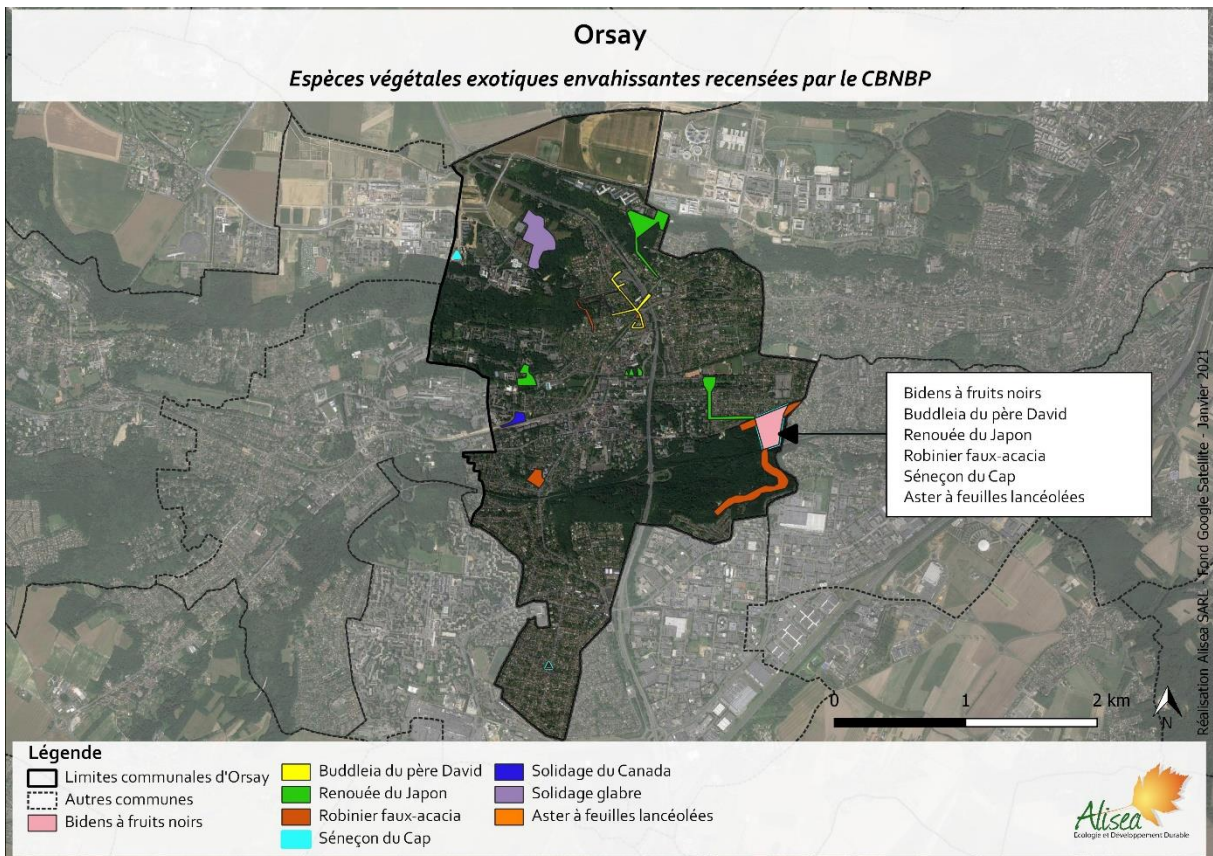 Orsay
Espèces végétales exotiques envahissantes recensées par le CBNBP
Bidens à fruits noirs
Buddleia du père David
Renouée du Japon
Robinier faux-acacia
Séneçon du Cap
Aster à feuilles lancéolées
Réalisation Alisea SARL - Fond Google Satellite - Janvier 2021
0 1 2 km
N
Légende
Limites communales d'Orsay
Autres communes
Bidens à fruits noirs
Buddleia du père David
Renouée du Japon
Robinier faux-acacia
Séneçon du Cap
Solidage du Canada
Solidage glabre
Aster à feuilles lancéolées
Alisea
Ecologie et Développement Durable